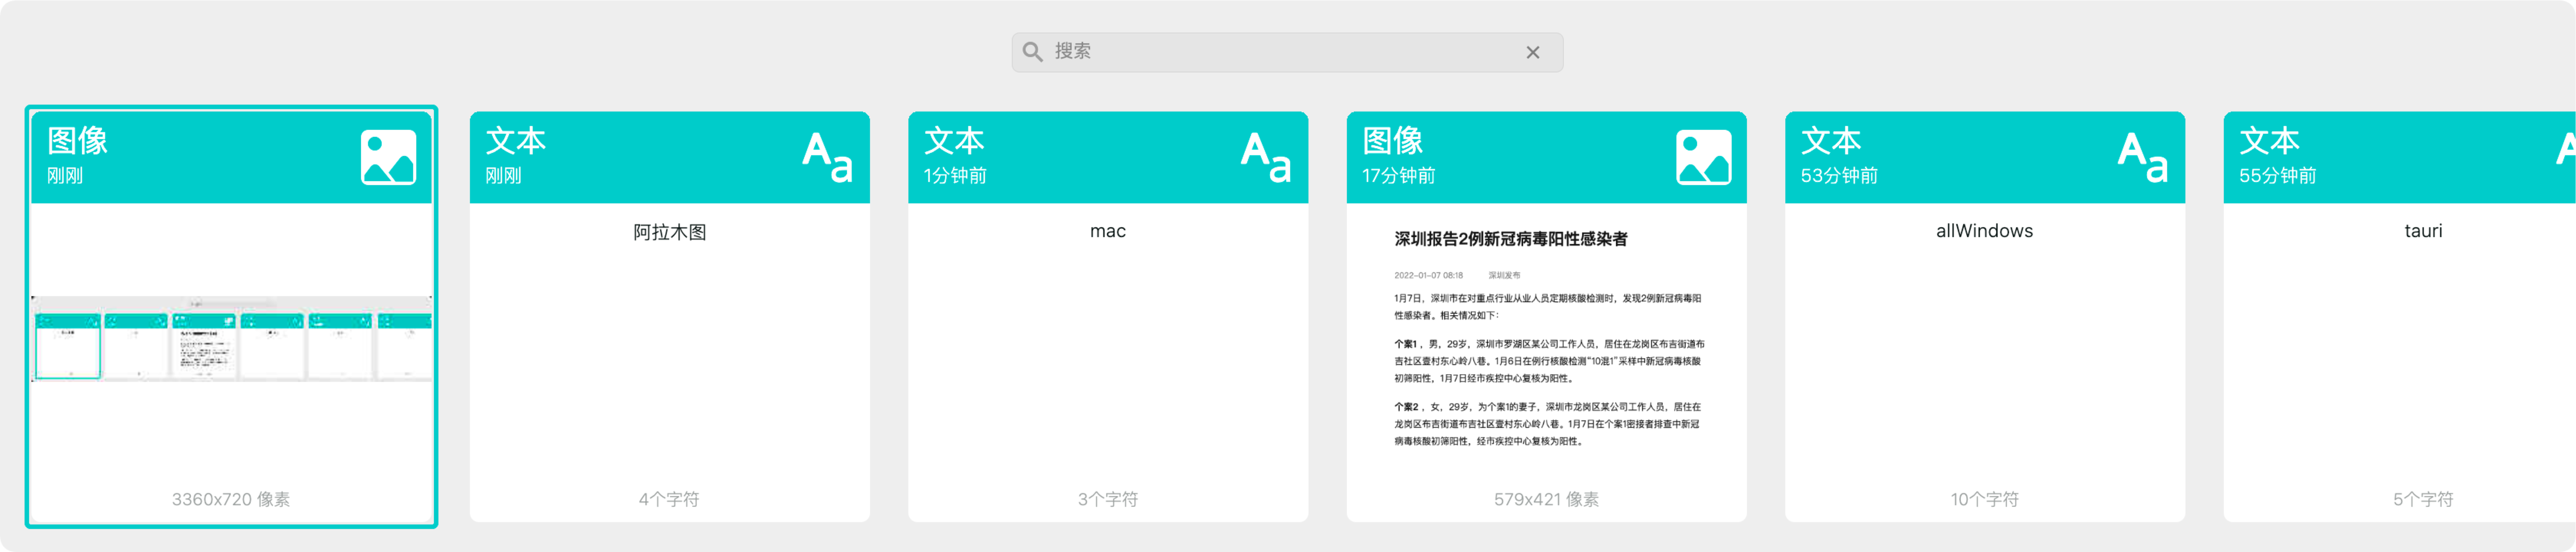 搜索
图像
刚刚
3360x720 像素
文本
刚刚
阿拉木图
4个字符
文本
1分钟前
mac
3个字符
图像
17分钟前
深圳报告2例新冠病毒阳性感染者
2022-01-07 08:18 深圳发布
1月7日，深圳市在对重点行业从业人员定期核酸检测时，发现2例新冠病毒阳
性感染者。相关情况如下：
个案1，男，29岁，深圳市罗湖区某公司工作人员，居住在龙岗区布吉街道布
吉社区壹村东心岭八巷。1月6日在例行核酸检测“10混1”采样中新冠病毒核酸
初筛阳性，1月7日经市疾控中心复核为阳性。
个案2，女，29岁，为个案1的妻子，深圳市龙岗区某公司工作人员，居住在
龙岗区布吉街道布吉社区壹村东心岭八巷。1月7日在个案1密接者排查中新冠
病毒核酸初筛阳性，经市疾控中心复核为阳性。
579x421 像素
文本
53分钟前
allWindows
10个字符
文本
55分钟前
tauri
5个字符